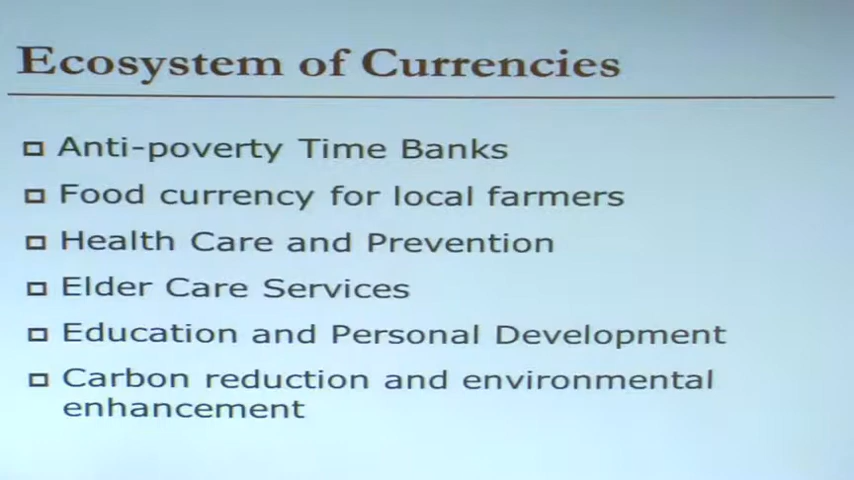 Ecosystem of Currencies
Anti-poverty Time Banks
Food currency for local farmers
Health Care and Prevention
Elder Care Services
Education and Personal Development
Carbon reduction and environmental
enhancement